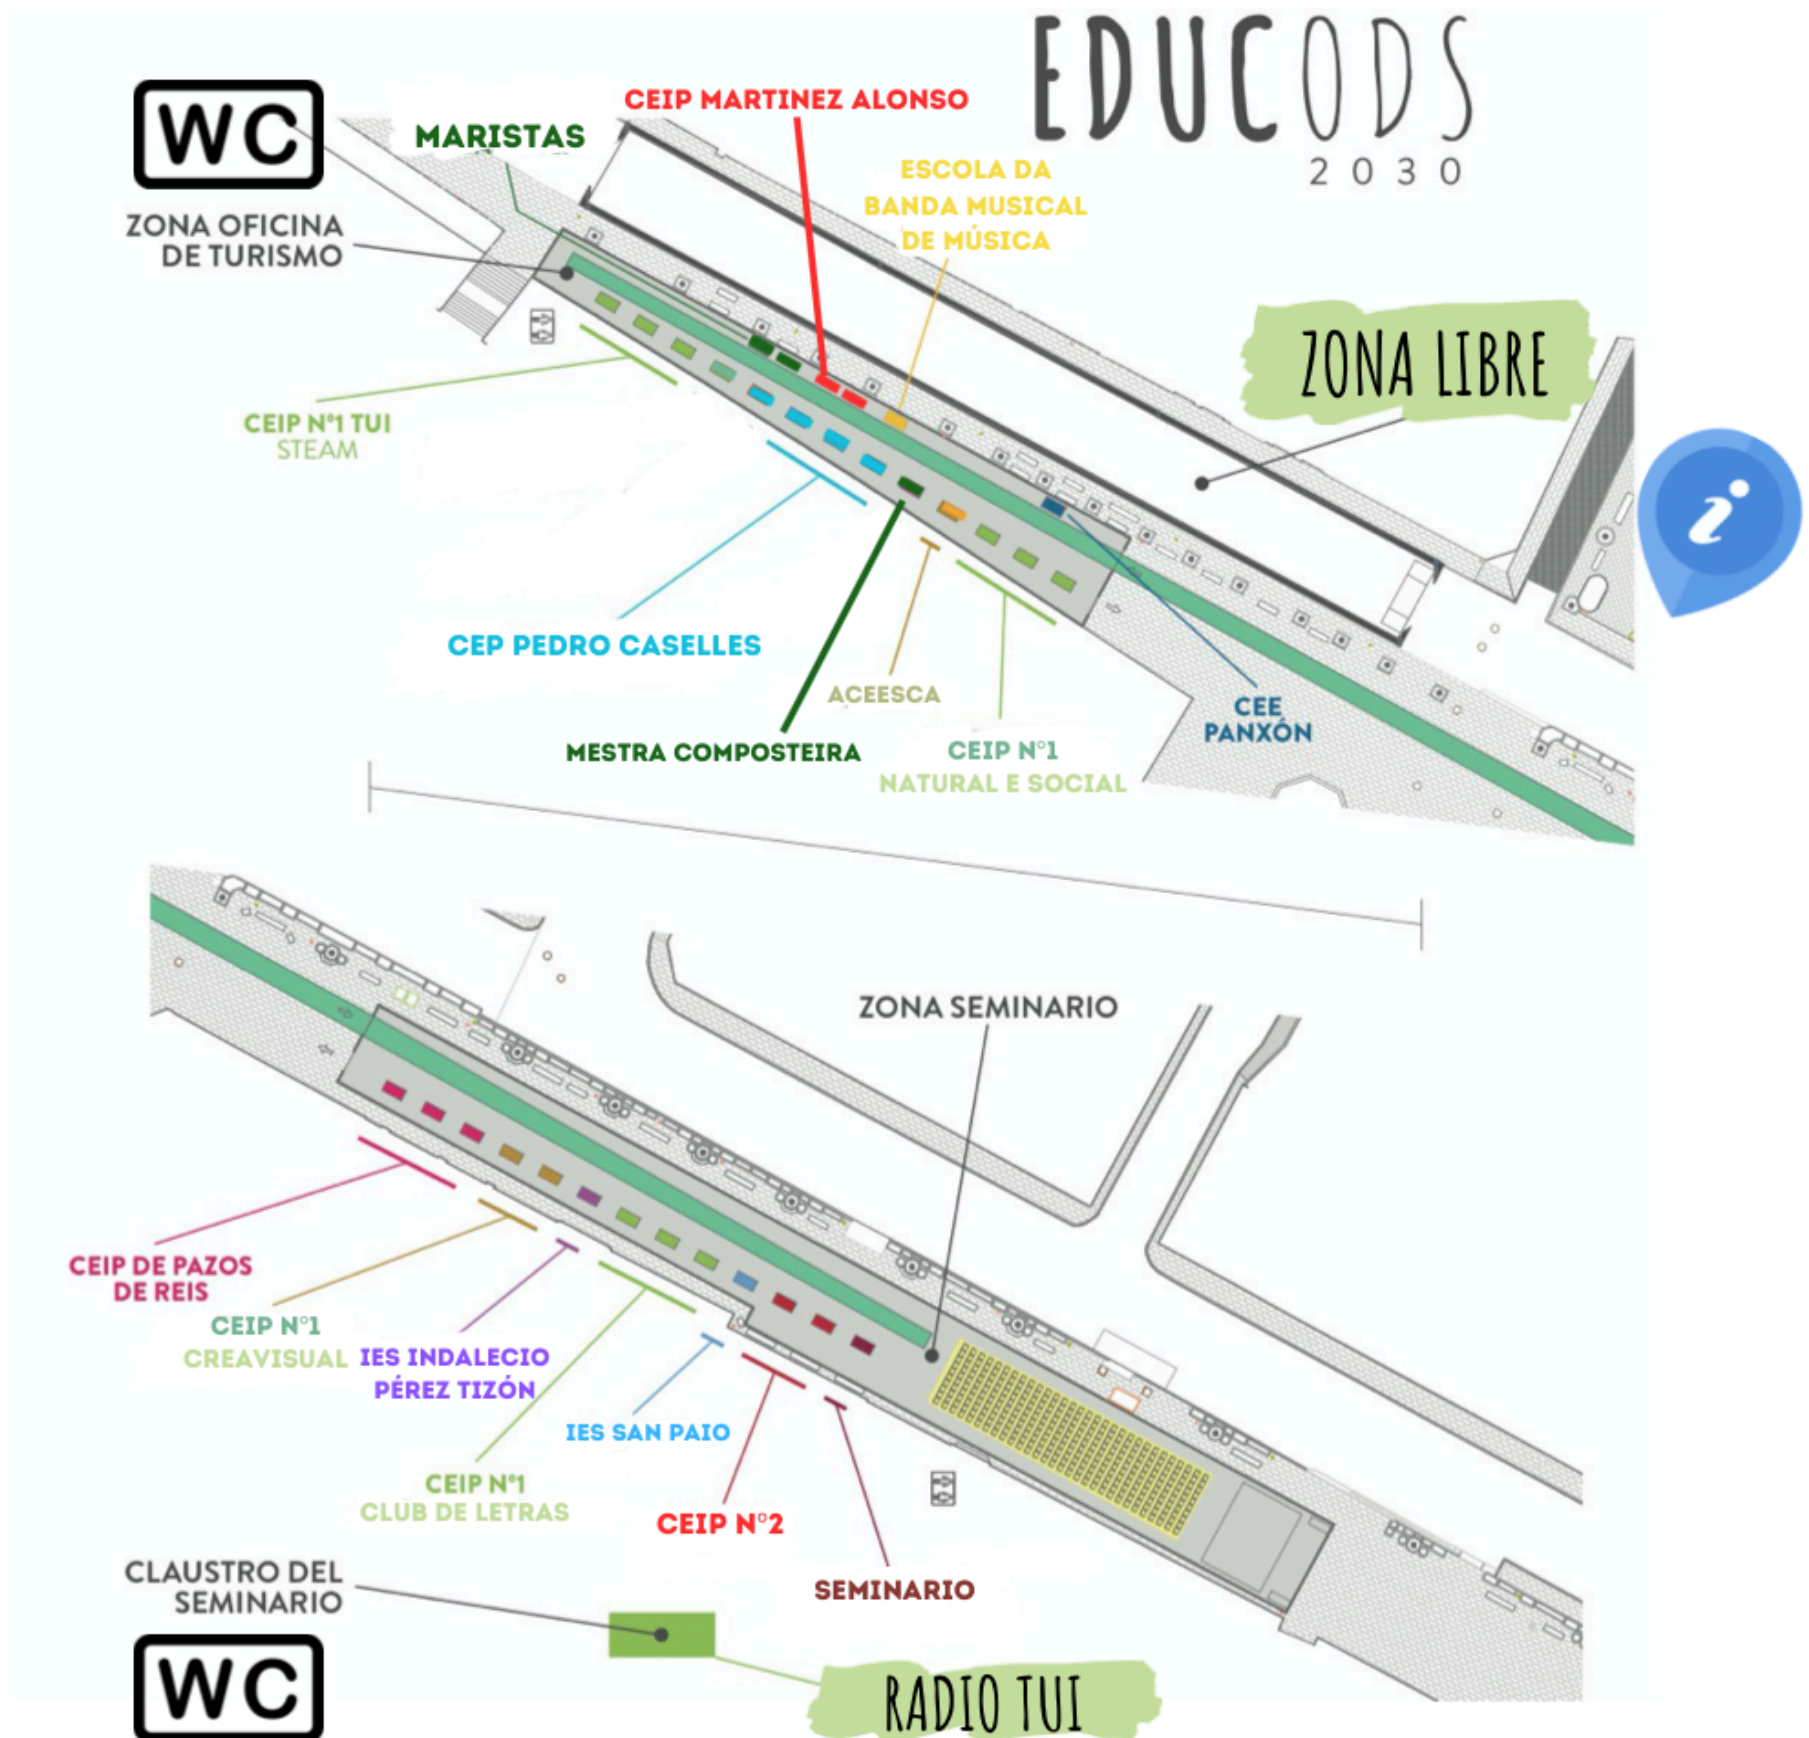 EDUCODS
2030
WC
MARISTAS
CEIP MARTINEZ ALONSO
ESCOLA DA
BANDA MUSICAL
DE MÚSICA
ZONA OFICINA
DE TURISMO
ZONA LIBRE
i
CEIP Nº1 TUI
STEAM
CEP PEDRO CASELLES
ACEESCA
MESTRA COMPOSTEIRA
CEIP Nº1
NATURAL E SOCIAL
CEE
PANXÓN
ZONA SEMINARIO
CEIP DE PAZOS
DE REIS
CEIP Nº1
CREAVISUAL
IES INDALECIO
PÉREZ TIZÓN
IES SAN PAIO
CEIP Nº1
CLUB DE LETRAS
CEIP Nº2
SEMINARIO
CLAUSTRO DEL
SEMINARIO
WC
RADIO TUI